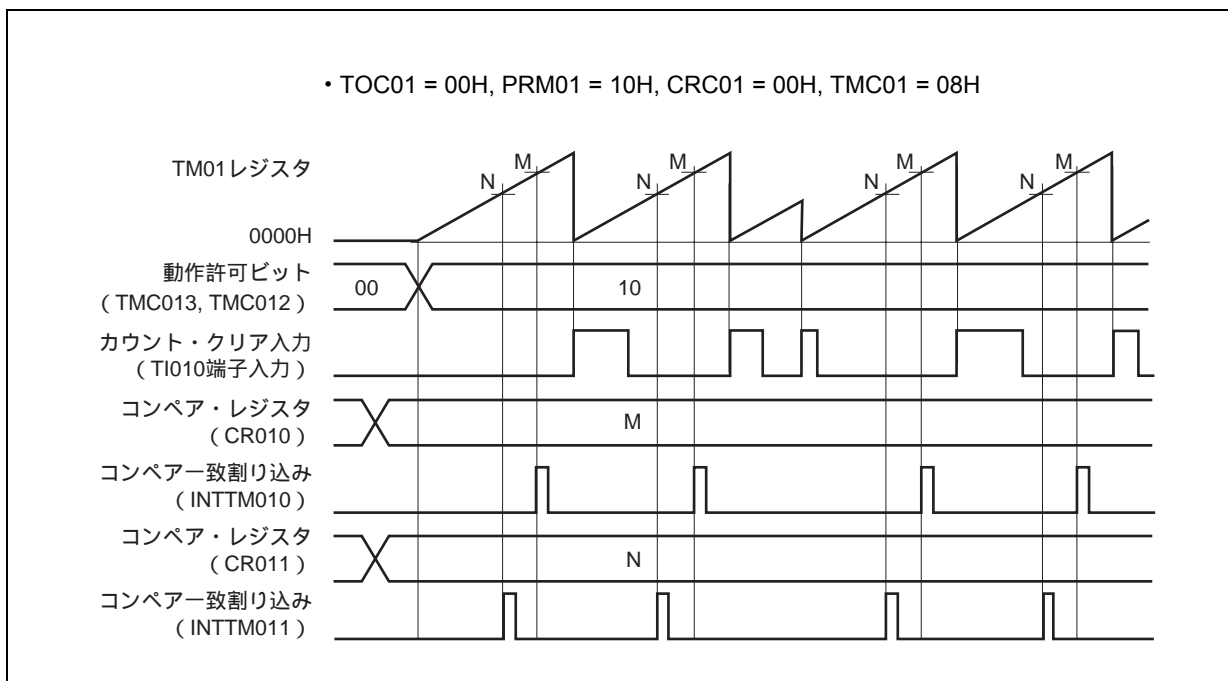 ・TOC01 = 00H, PRM01 = 10H, CRC01 = 00H, TMC01 = 08H
TM01レジスタ
N M N M N M N M
0000H
動作許可ビット
（TMC013, TMC012）
00 10
カウント・クリア入力
（TI010端子入力）
コンペア・レジスタ
（CR010）
M
コンペア一致割り込み
（INTTM010）
コンペア・レジスタ
（CR011）
N
コンペア一致割り込み
（INTTM011）